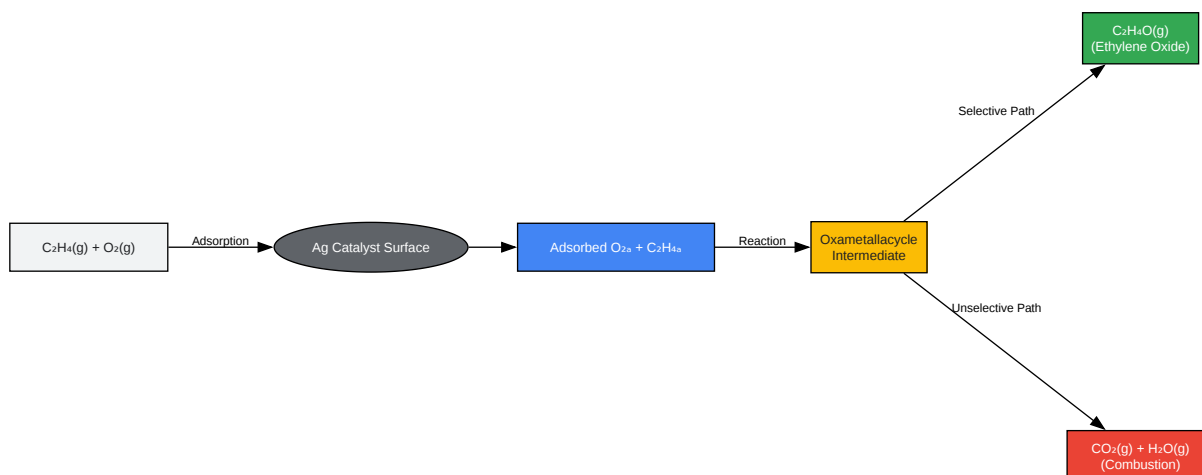 C₂H₄(g) + O₂(g)
Adsorption
Ag Catalyst Surface
Adsorbed O₂ₐ + C₂H₄ₐ
Reaction
Oxametallacycle
Intermediate
Selective Path
C₂H₄O(g)
(Ethylene Oxide)
Unselective Path
CO₂(g) + H₂O(g)
(Combustion)